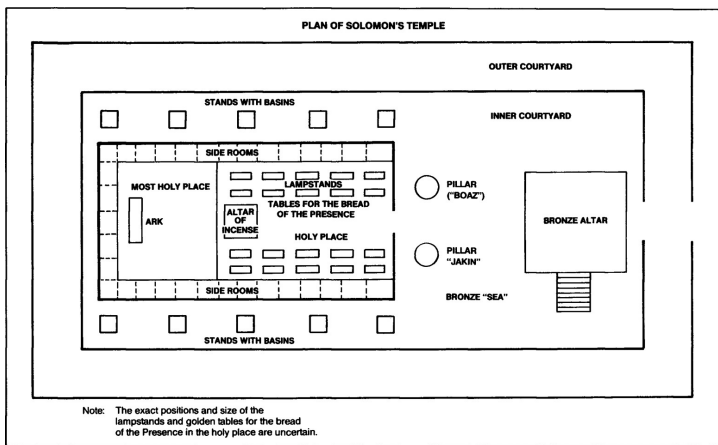 PLAN OF SOLOMON'S TEMPLE
OUTER COURTYARD
STANDS WITH BASINS
INNER COURTYARD
SIDE ROOMS
MOST HOLY PLACE
LAMPSTANDS
TABLES FOR THE BREAD
OF THE PRESENCE
ALTAR
OF
INCENSE
ARK
HOLY PLACE
PILLAR
("BOAZ")
BRONZE ALTAR
PILLAR
"JAKIN"
SIDE ROOMS
BRONZE "SEA"
STANDS WITH BASINS
Note: The exact positions and size of the
lampstands and golden tables for the bread
of the Presence in the holy place are uncertain.